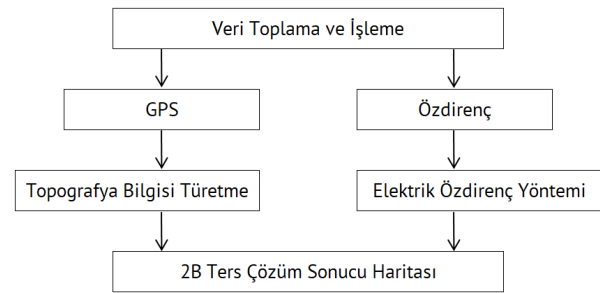 Veri Toplama ve İşleme
GPS
Özdirenç
Topografya Bilgisi Türetme
Elektrik Özdirenç Yöntemi
2B Ters Çözüm Sonucu Haritası